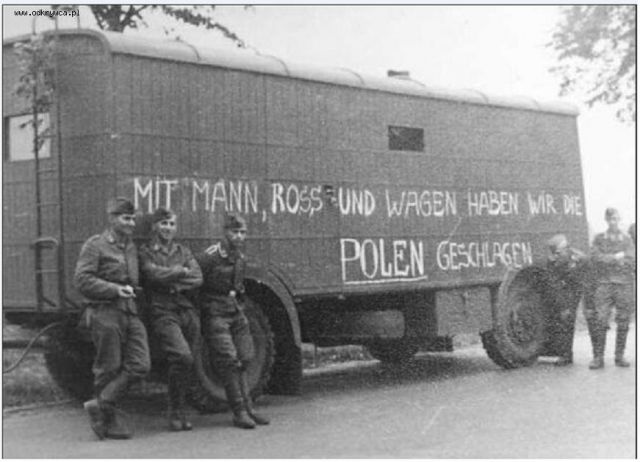 www.odkrywca.pl
MIT MANN, ROSS UND WAGEN HABEN WIR DIE
POLEN GESCHLAGEN